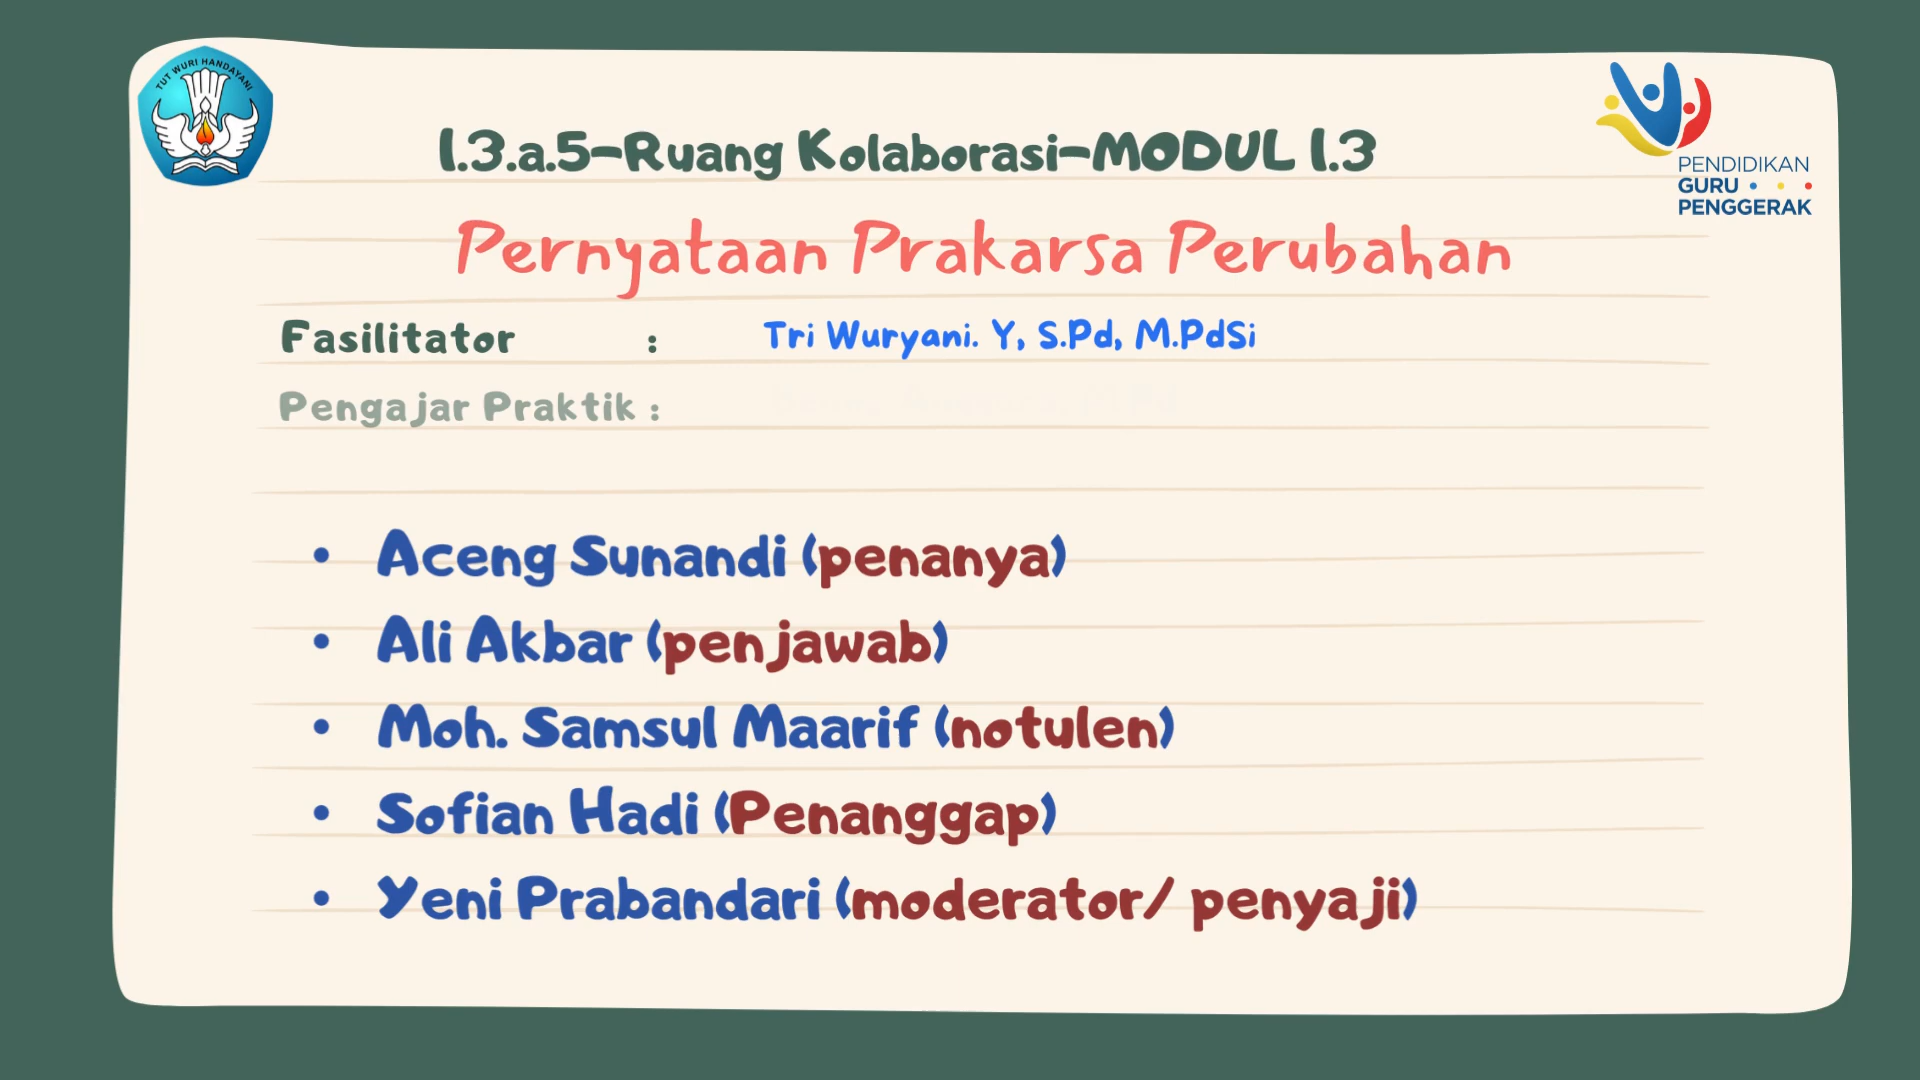 TUT WURI HANDAYANI
1.3.a.5-Ruang Kolaborasi-MODUL 1.3
PENDIDIKAN
GURU
PENGGERAK
Pernyataan Prakarsa Perubahan
Fasilitator : Tri Wuryani. Y, S.Pd, M.PdSi
Pengajar Praktik :
• Aceng Sunandi (penanya)
• Ali Akbar (penjawab)
• Moh. Samsul Maarif (notulen)
• Sofian Hadi (Penanggap)
• Yeni Prabandari (moderator/ penyaji)